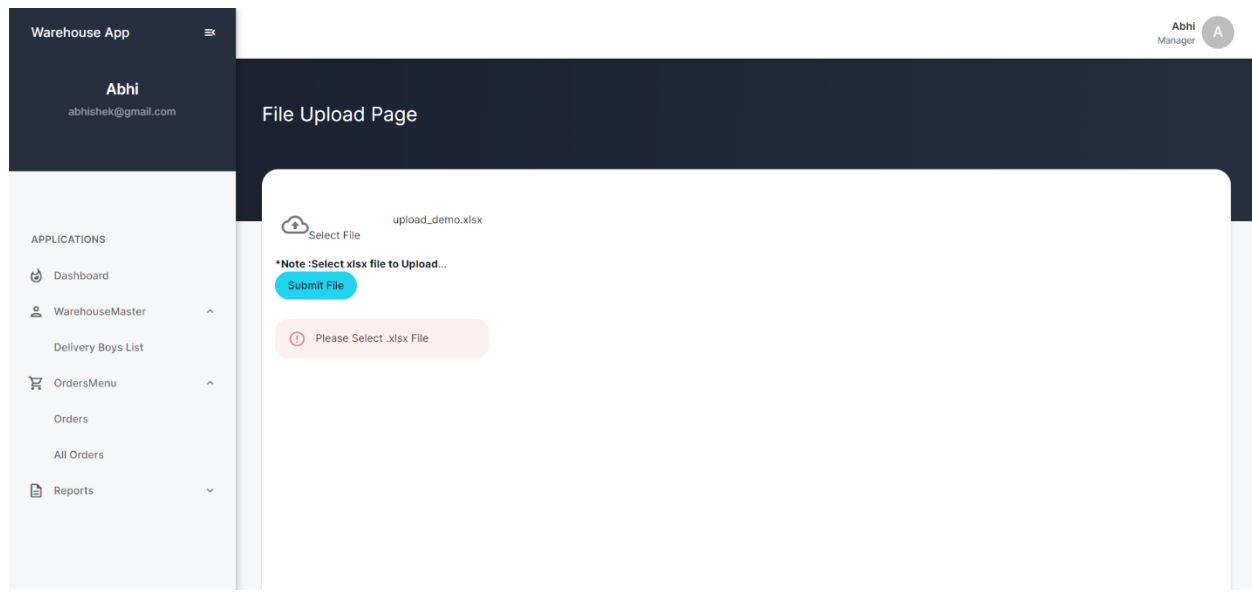 Warehouse App
Abhi
Manager
A
Abhi
abhishek@gmail.com
File Upload Page
upload_demo.xlsx
Select File
*Note :Select xlsx file to Upload...
Submit File
Please Select .xlsx File
APPLICATIONS
Dashboard
WarehouseMaster
Delivery Boys List
OrdersMenu
Orders
All Orders
Reports